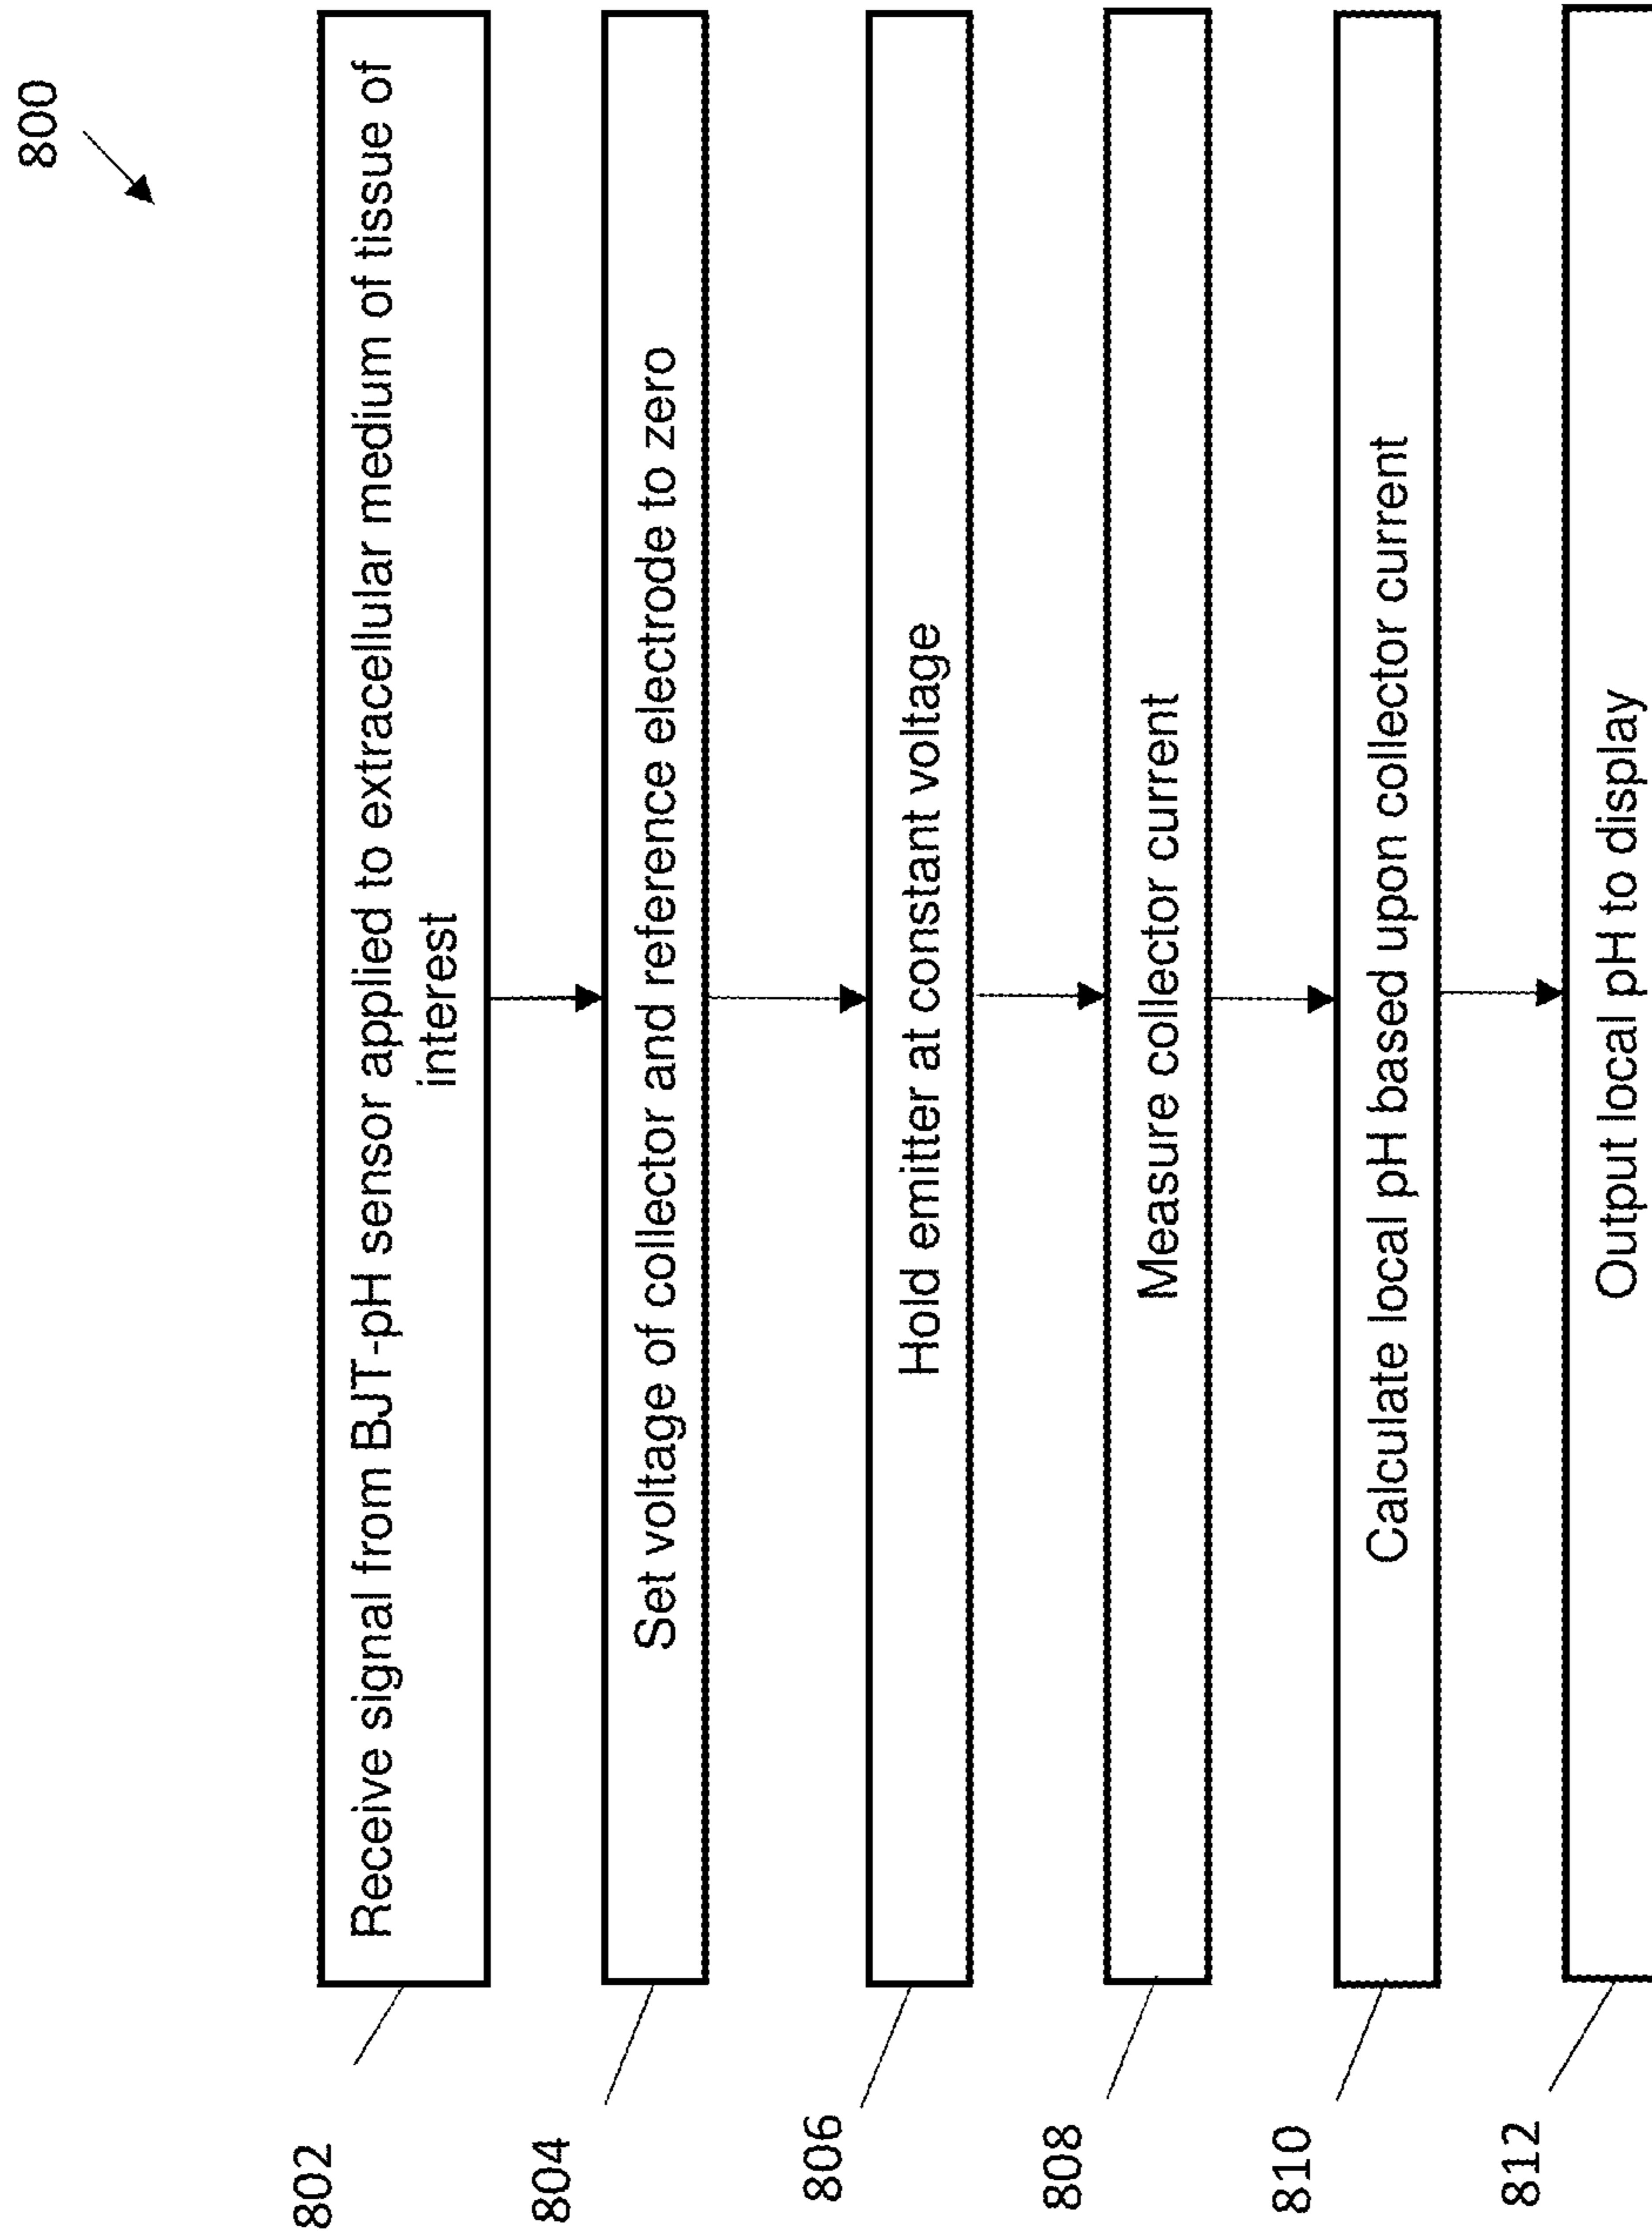 800
802
Receive signal from BJT-pH sensor applied to extracellular medium of tissue of
interest
804
Set voltage of collector and reference electrode to zero
806
Hold emitter at constant voltage
808
Measure collector current
810
Calculate local pH based upon collector current
812
Output local pH to display